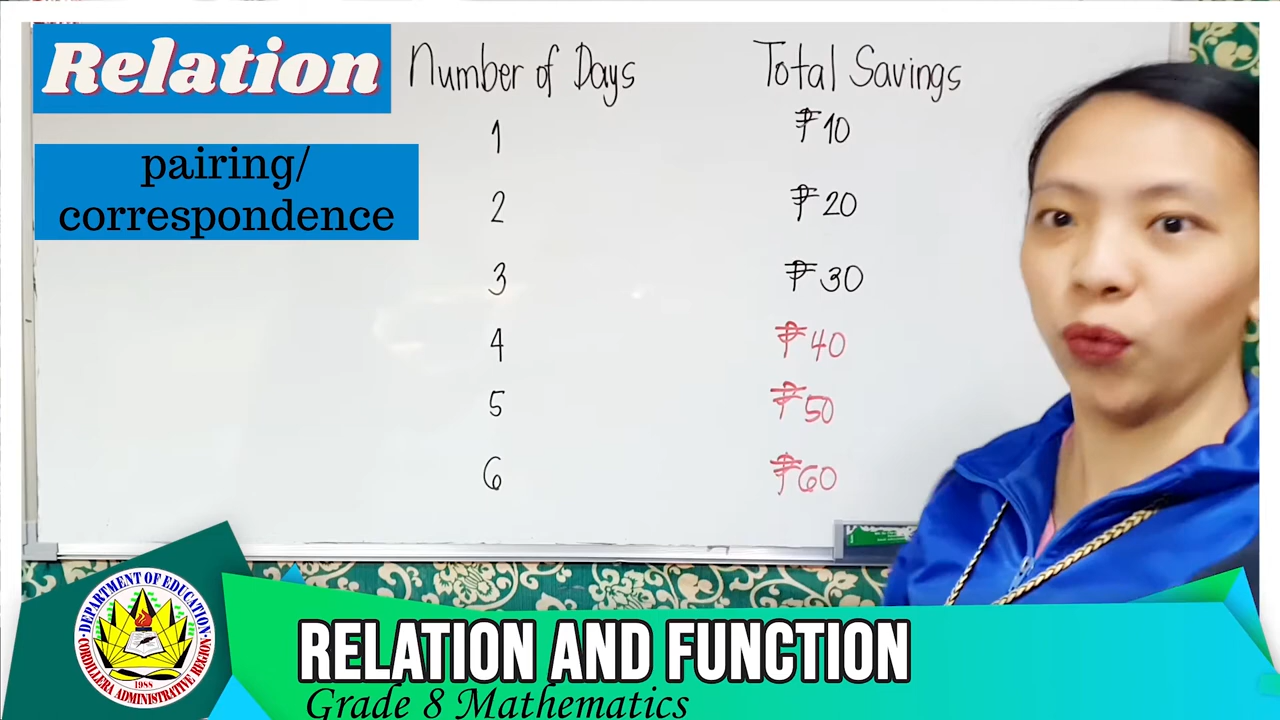 Relation
pairing/
correspondence
Number of Days Total Savings
1 ₱10
2 ₱20
3 ₱30
4 ₱40
5 ₱50
6 ₱60
DEPARTMENT OF EDUCATION
CORDILLERA ADMINISTRATIVE REGION
1988
RELATION AND FUNCTION
Grade 8 Mathematics